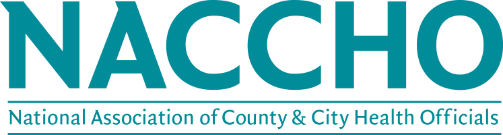 NACCHO
National Association of County & City Health Officials